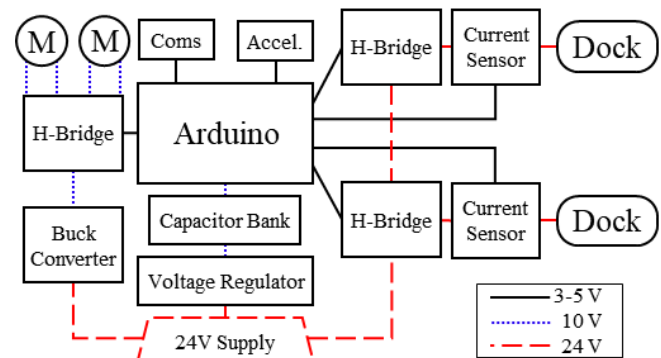 M
M
Coms
Accel.
H-Bridge
Current
Sensor
Dock
H-Bridge
Arduino
Buck
Converter
Capacitor Bank
Voltage Regulator
24V Supply
H-Bridge
Current
Sensor
Dock
3-5 V
10 V
24 V